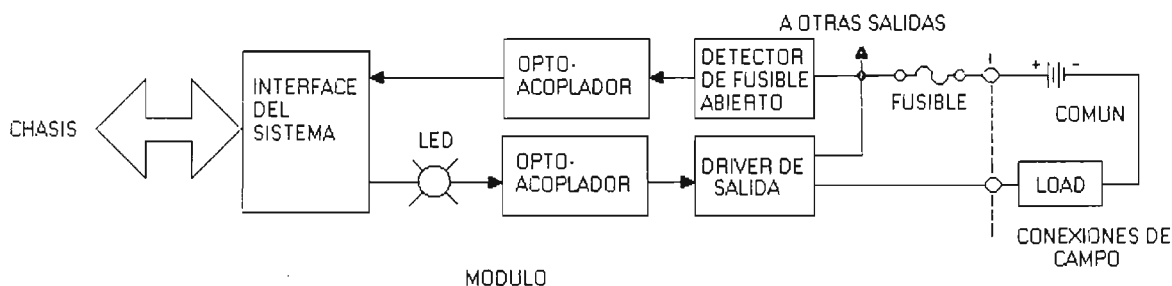 A OTRAS SALIDAS
INTERFACE
DEL
SISTEMA
OPTO-
ACOPLADOR
DETECTOR
DE FUSIBLE
ABIERTO
FUSIBLE
+
-
COMUN
CHASIS
LED
OPTO-
ACOPLADOR
DRIVER DE
SALIDA
LOAD
CONEXIONES DE
CAMPO
MODULO